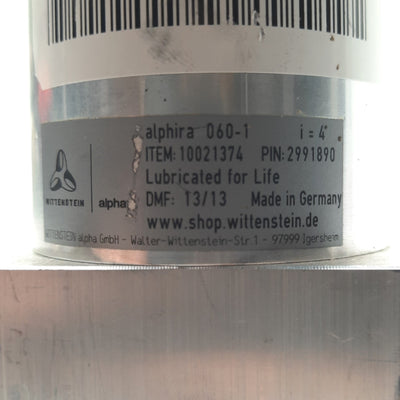 alphira 060-1 i = 4
ITEM: 10021374 PIN: 2991890
Lubricated for Life
WITTENSTEIN alpha DMF: 13/13 Made in Germany
www.shop.wittenstein.de
WITTENSTEIN alpha GmbH - Walter-Wittenstein-Str.1 - 97999 Igersheim